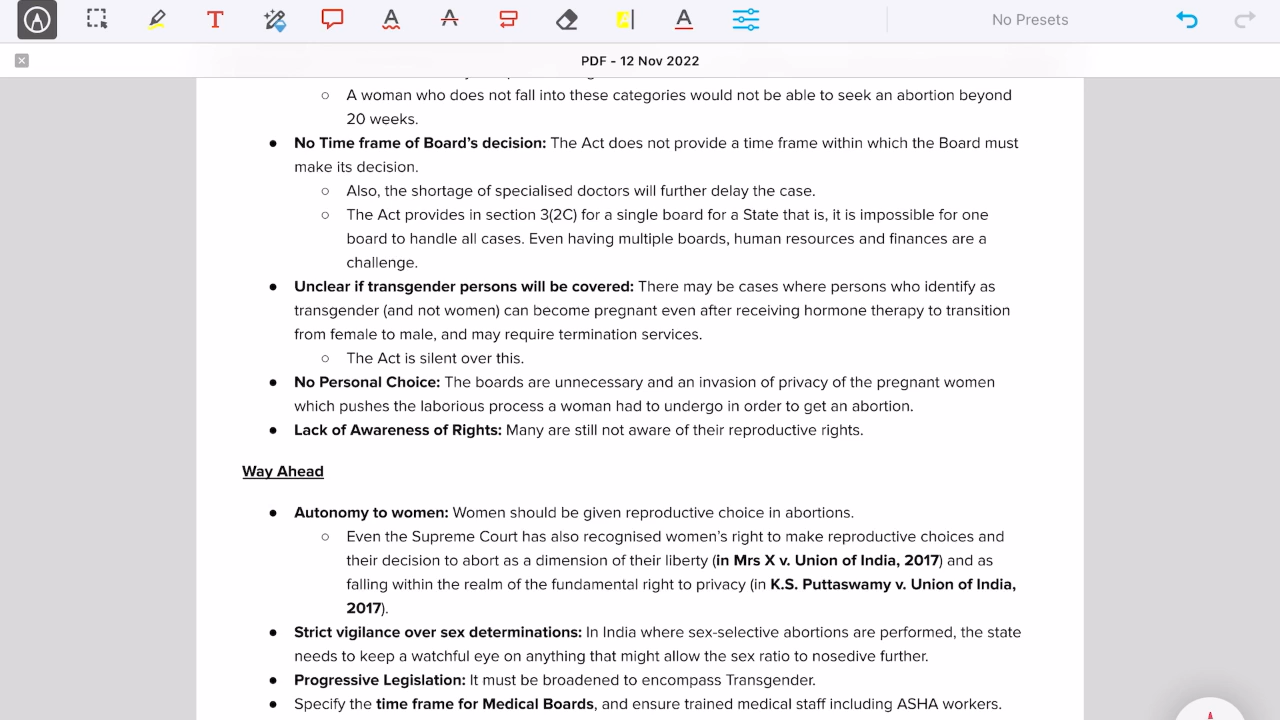 No Presets
PDF - 12 Nov 2022
○ A woman who does not fall into these categories would not be able to seek an abortion beyond
20 weeks.
● No Time frame of Board's decision: The Act does not provide a time frame within which the Board must
make its decision.
○ Also, the shortage of specialised doctors will further delay the case.
○ The Act provides in section 3(2C) for a single board for a State that is, it is impossible for one
board to handle all cases. Even having multiple boards, human resources and finances are a
challenge.
● Unclear if transgender persons will be covered: There may be cases where persons who identify as
transgender (and not women) can become pregnant even after receiving hormone therapy to transition
from female to male, and may require termination services.
○ The Act is silent over this.
● No Personal Choice: The boards are unnecessary and an invasion of privacy of the pregnant women
which pushes the laborious process a woman had to undergo in order to get an abortion.
● Lack of Awareness of Rights: Many are still not aware of their reproductive rights.
Way Ahead
● Autonomy to women: Women should be given reproductive choice in abortions.
○ Even the Supreme Court has also recognised women's right to make reproductive choices and
their decision to abort as a dimension of their liberty (in Mrs X v. Union of India, 2017) and as
falling within the realm of the fundamental right to privacy (in K.S. Puttaswamy v. Union of India,
2017).
● Strict vigilance over sex determinations: In India where sex-selective abortions are performed, the state
needs to keep a watchful eye on anything that might allow the sex ratio to nosedive further.
● Progressive Legislation: It must be broadened to encompass Transgender.
● Specify the time frame for Medical Boards, and ensure trained medical staff including ASHA workers.